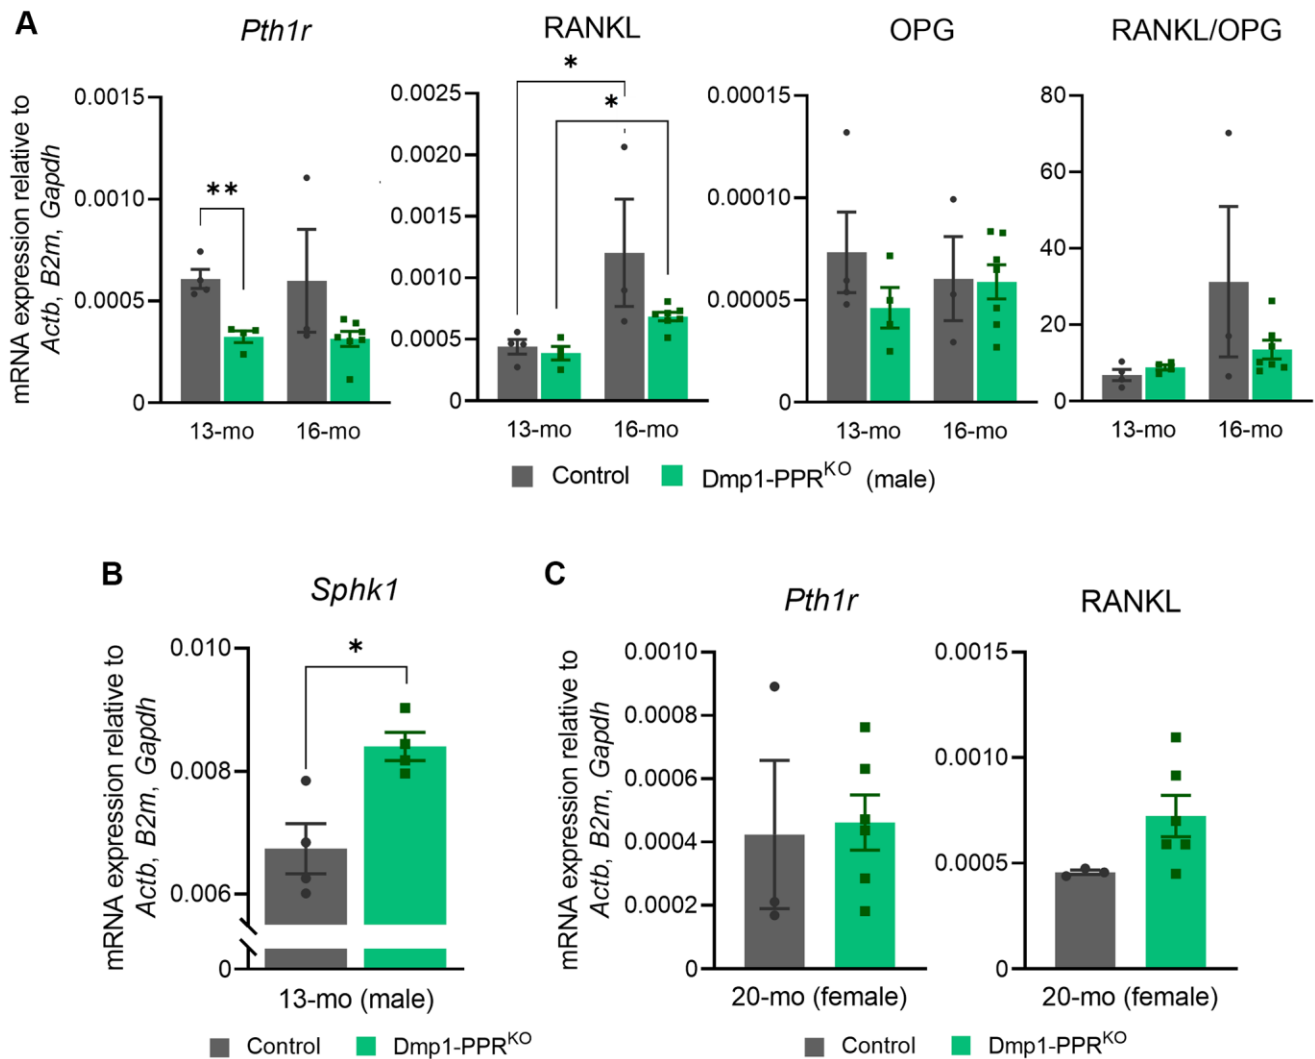 A
Pth1r
RANKL
OPG
RANKL/OPG
mRNA expression relative to
Actb, B2m, Gapdh
0.0015
0.0010
0.0005
0
**
13-mo
16-mo
0.0025
0.0020
0.0015
0.0010
0.0005
0
*
*
13-mo
16-mo
0.00015
0.00010
0.00005
0
13-mo
16-mo
80
60
40
20
0
13-mo
16-mo
Control
Dmp1-PPRKO (male)
B
Sphk1
mRNA expression relative to
Actb, B2m, Gapdh
0.010
0.008
0.006
0
*
13-mo (male)
Control
Dmp1-PPRKO
C
Pth1r
RANKL
mRNA expression relative to
Actb, B2m, Gapdh
0.0010
0.0008
0.0006
0.0004
0.0002
0
20-mo (female)
0.0015
0.0010
0.0005
0
20-mo (female)
Control
Dmp1-PPRKO